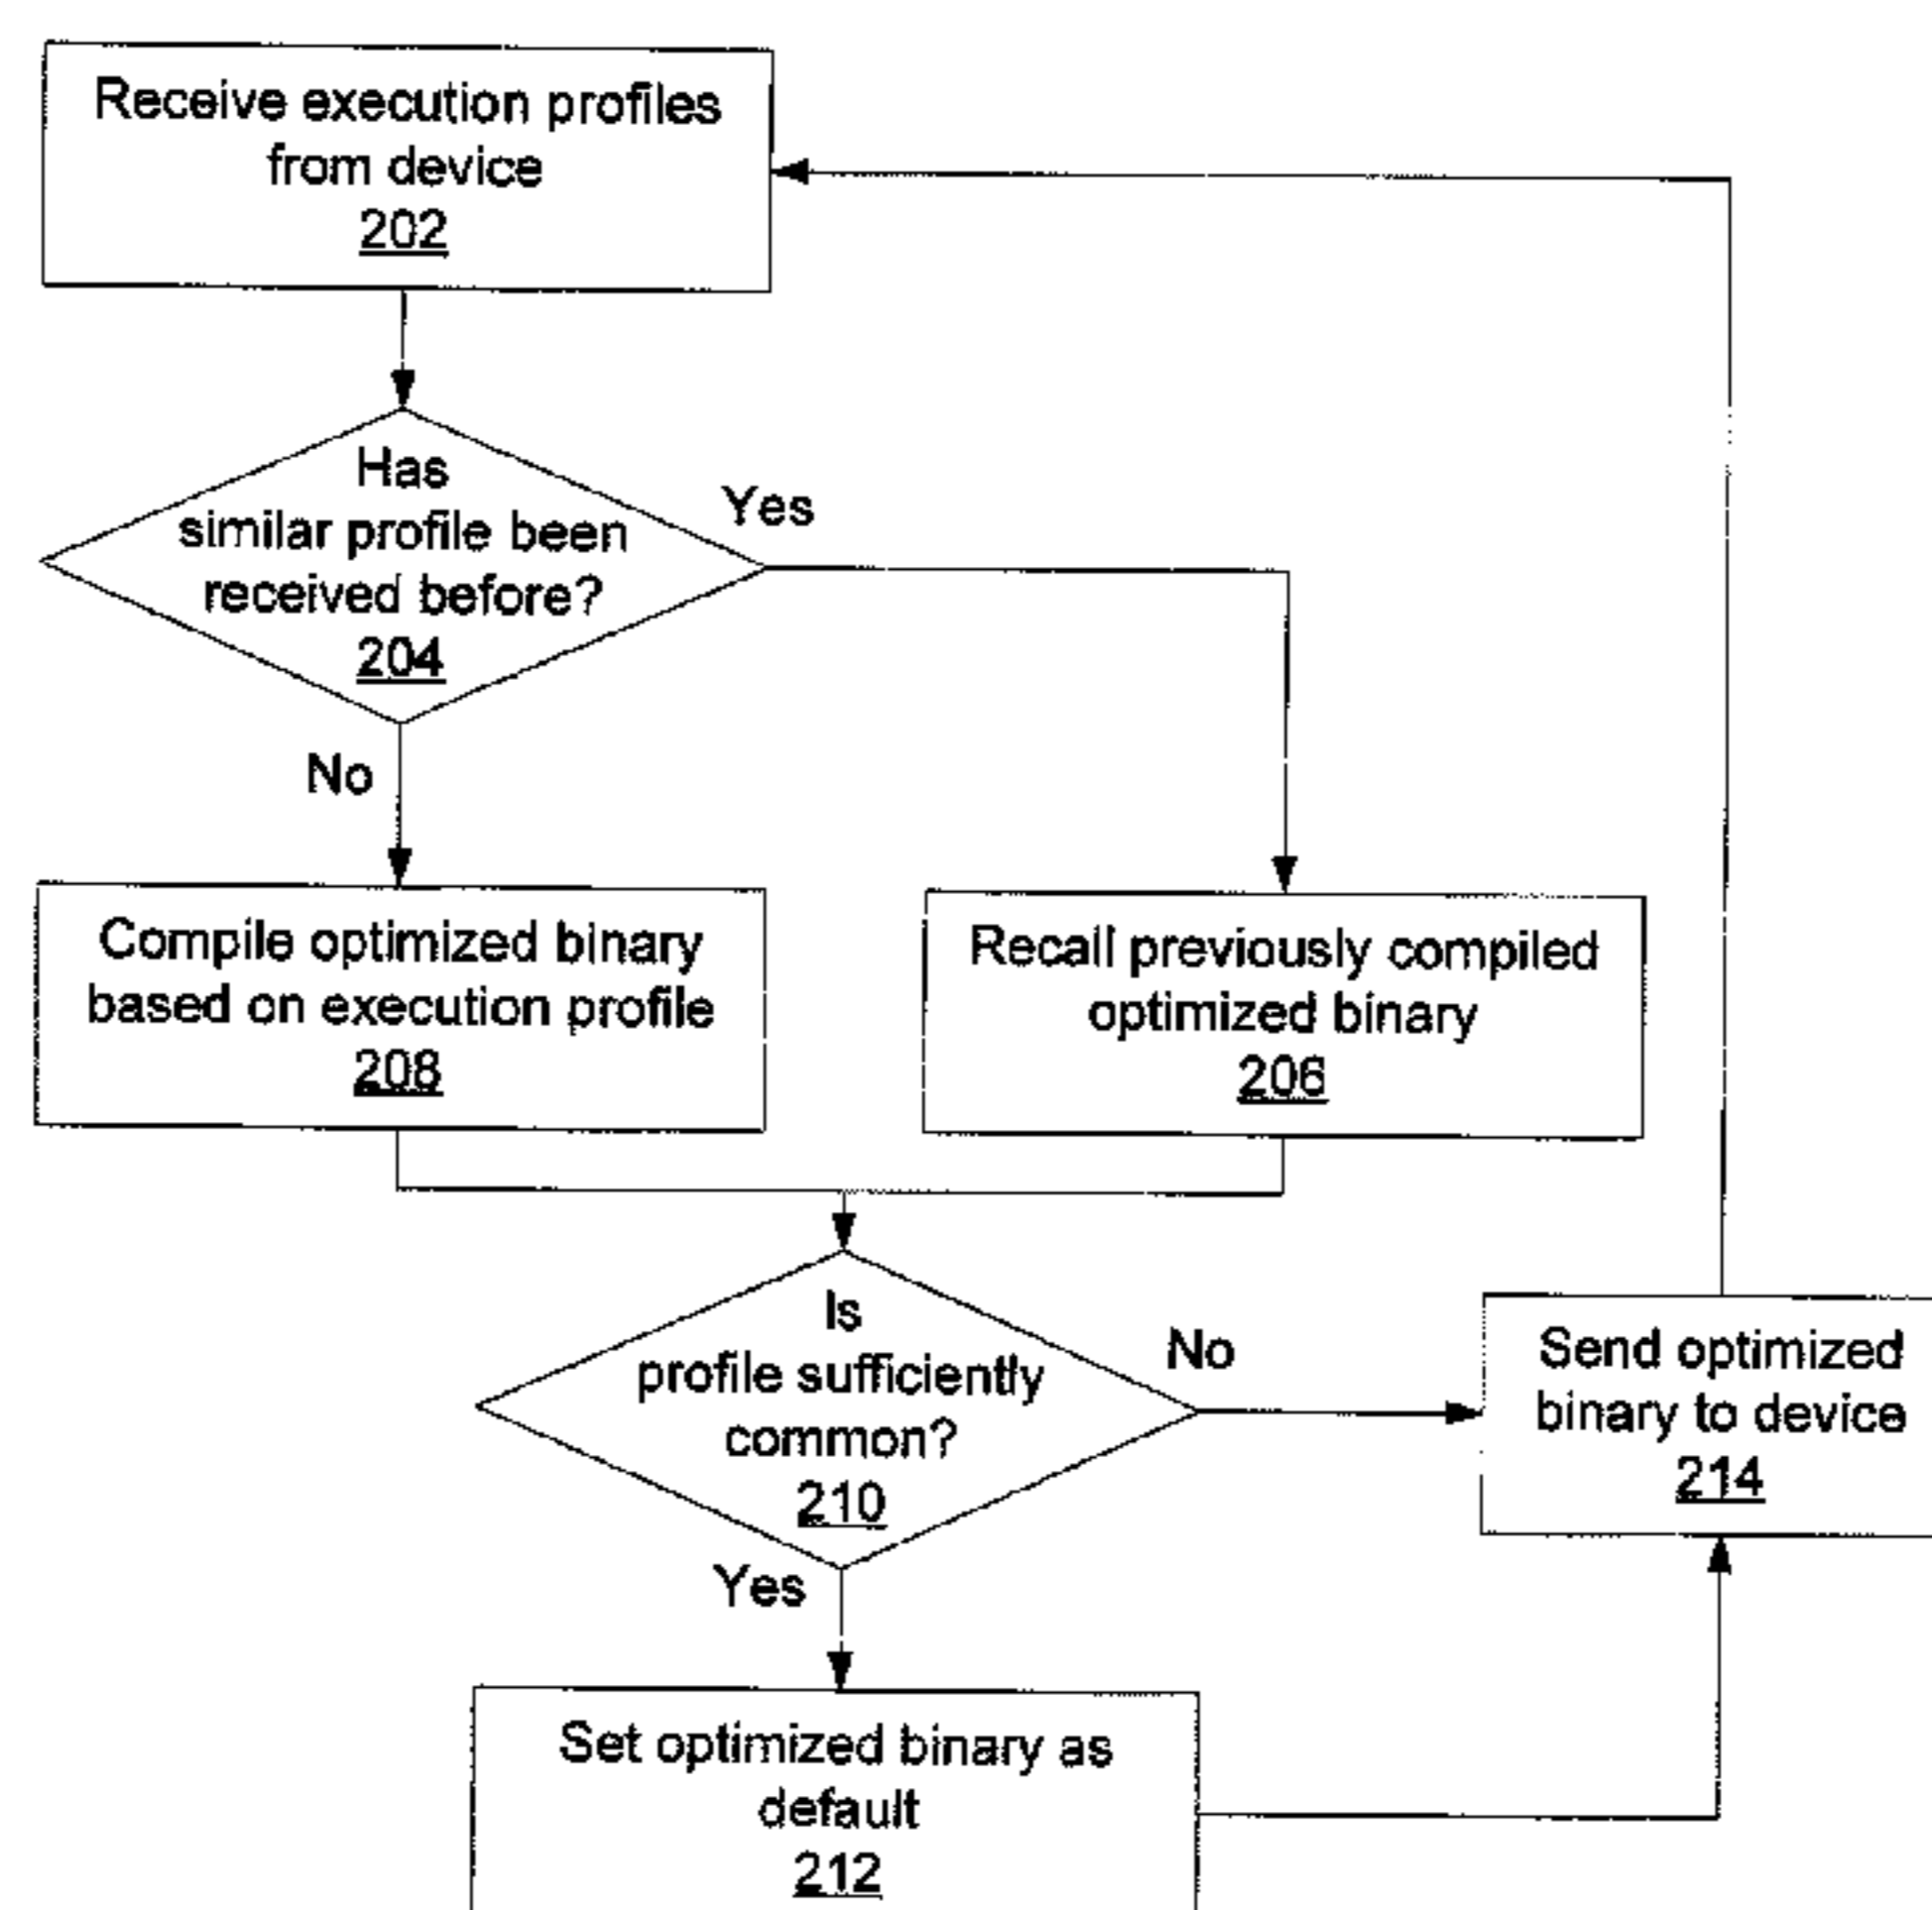 Receive execution profiles
from device
202
Has
similar profile been
received before?
204
Yes
No
Compile optimized binary
based on execution profile
208
Recall previously compiled
optimized binary
206
Is
profile sufficiently
common?
210
No
Yes
Send optimized
binary to device
214
Set optimized binary as
default
212